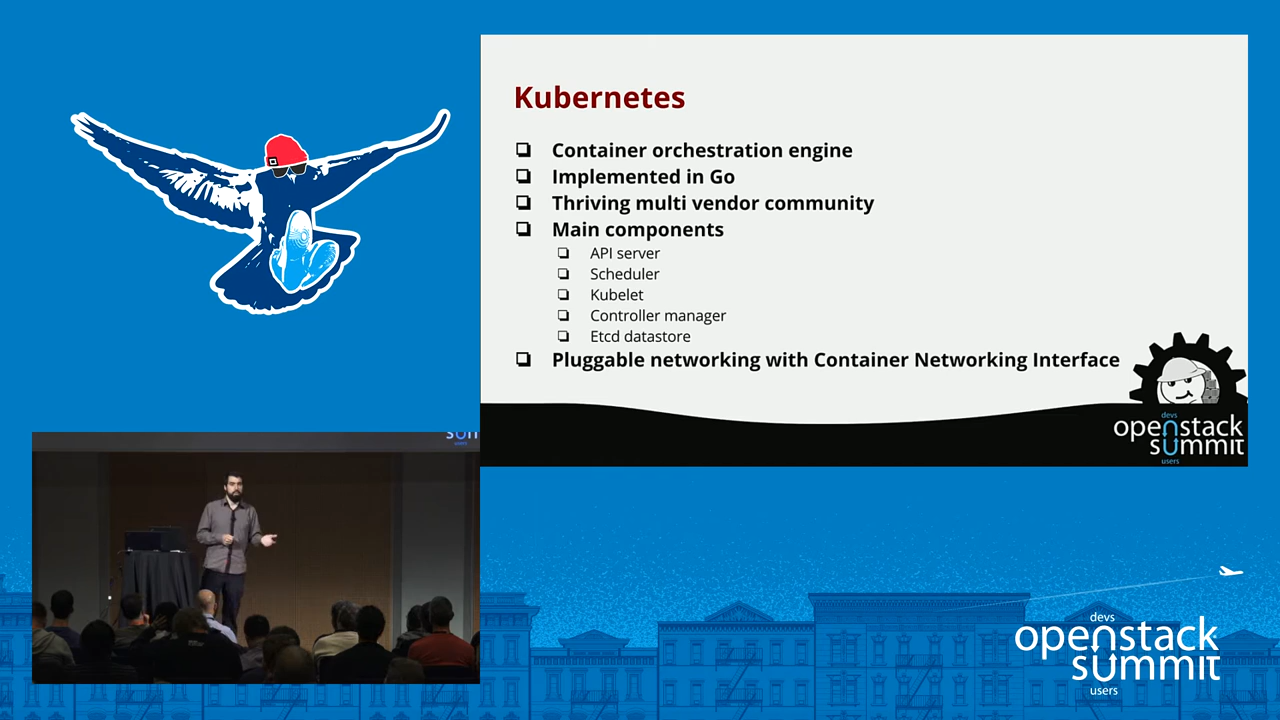 Kubernetes
Container orchestration engine
Implemented in Go
Thriving multi vendor community
Main components
API server
Scheduler
Kubelet
Controller manager
Etcd datastore
Pluggable networking with Container Networking Interface
devs
openstack
summit
users
devs
openstack
summit
users